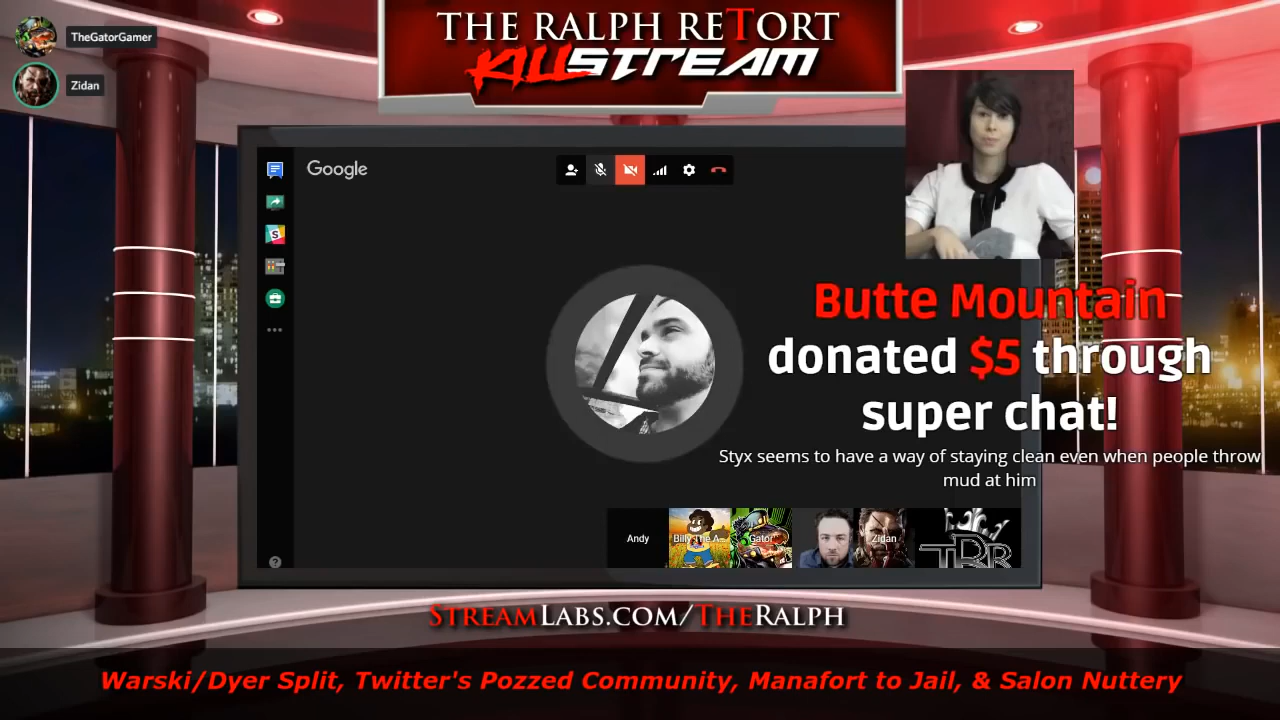 THE RALPH RETORT
KILLSTREAM
TheGatorGamer
Zidan
Google
S
Butte Mountain
donated $5 through
super chat!
Styx seems to have a way of staying clean even when people throw
mud at him
Andy
Billy The A...
Gator
Zidan
TRR
?
STREAMLABS.COM/THERALPH
Warski/Dyer Split, Twitter's Pozzed Community, Manafort to Jail, & Salon Nuttery